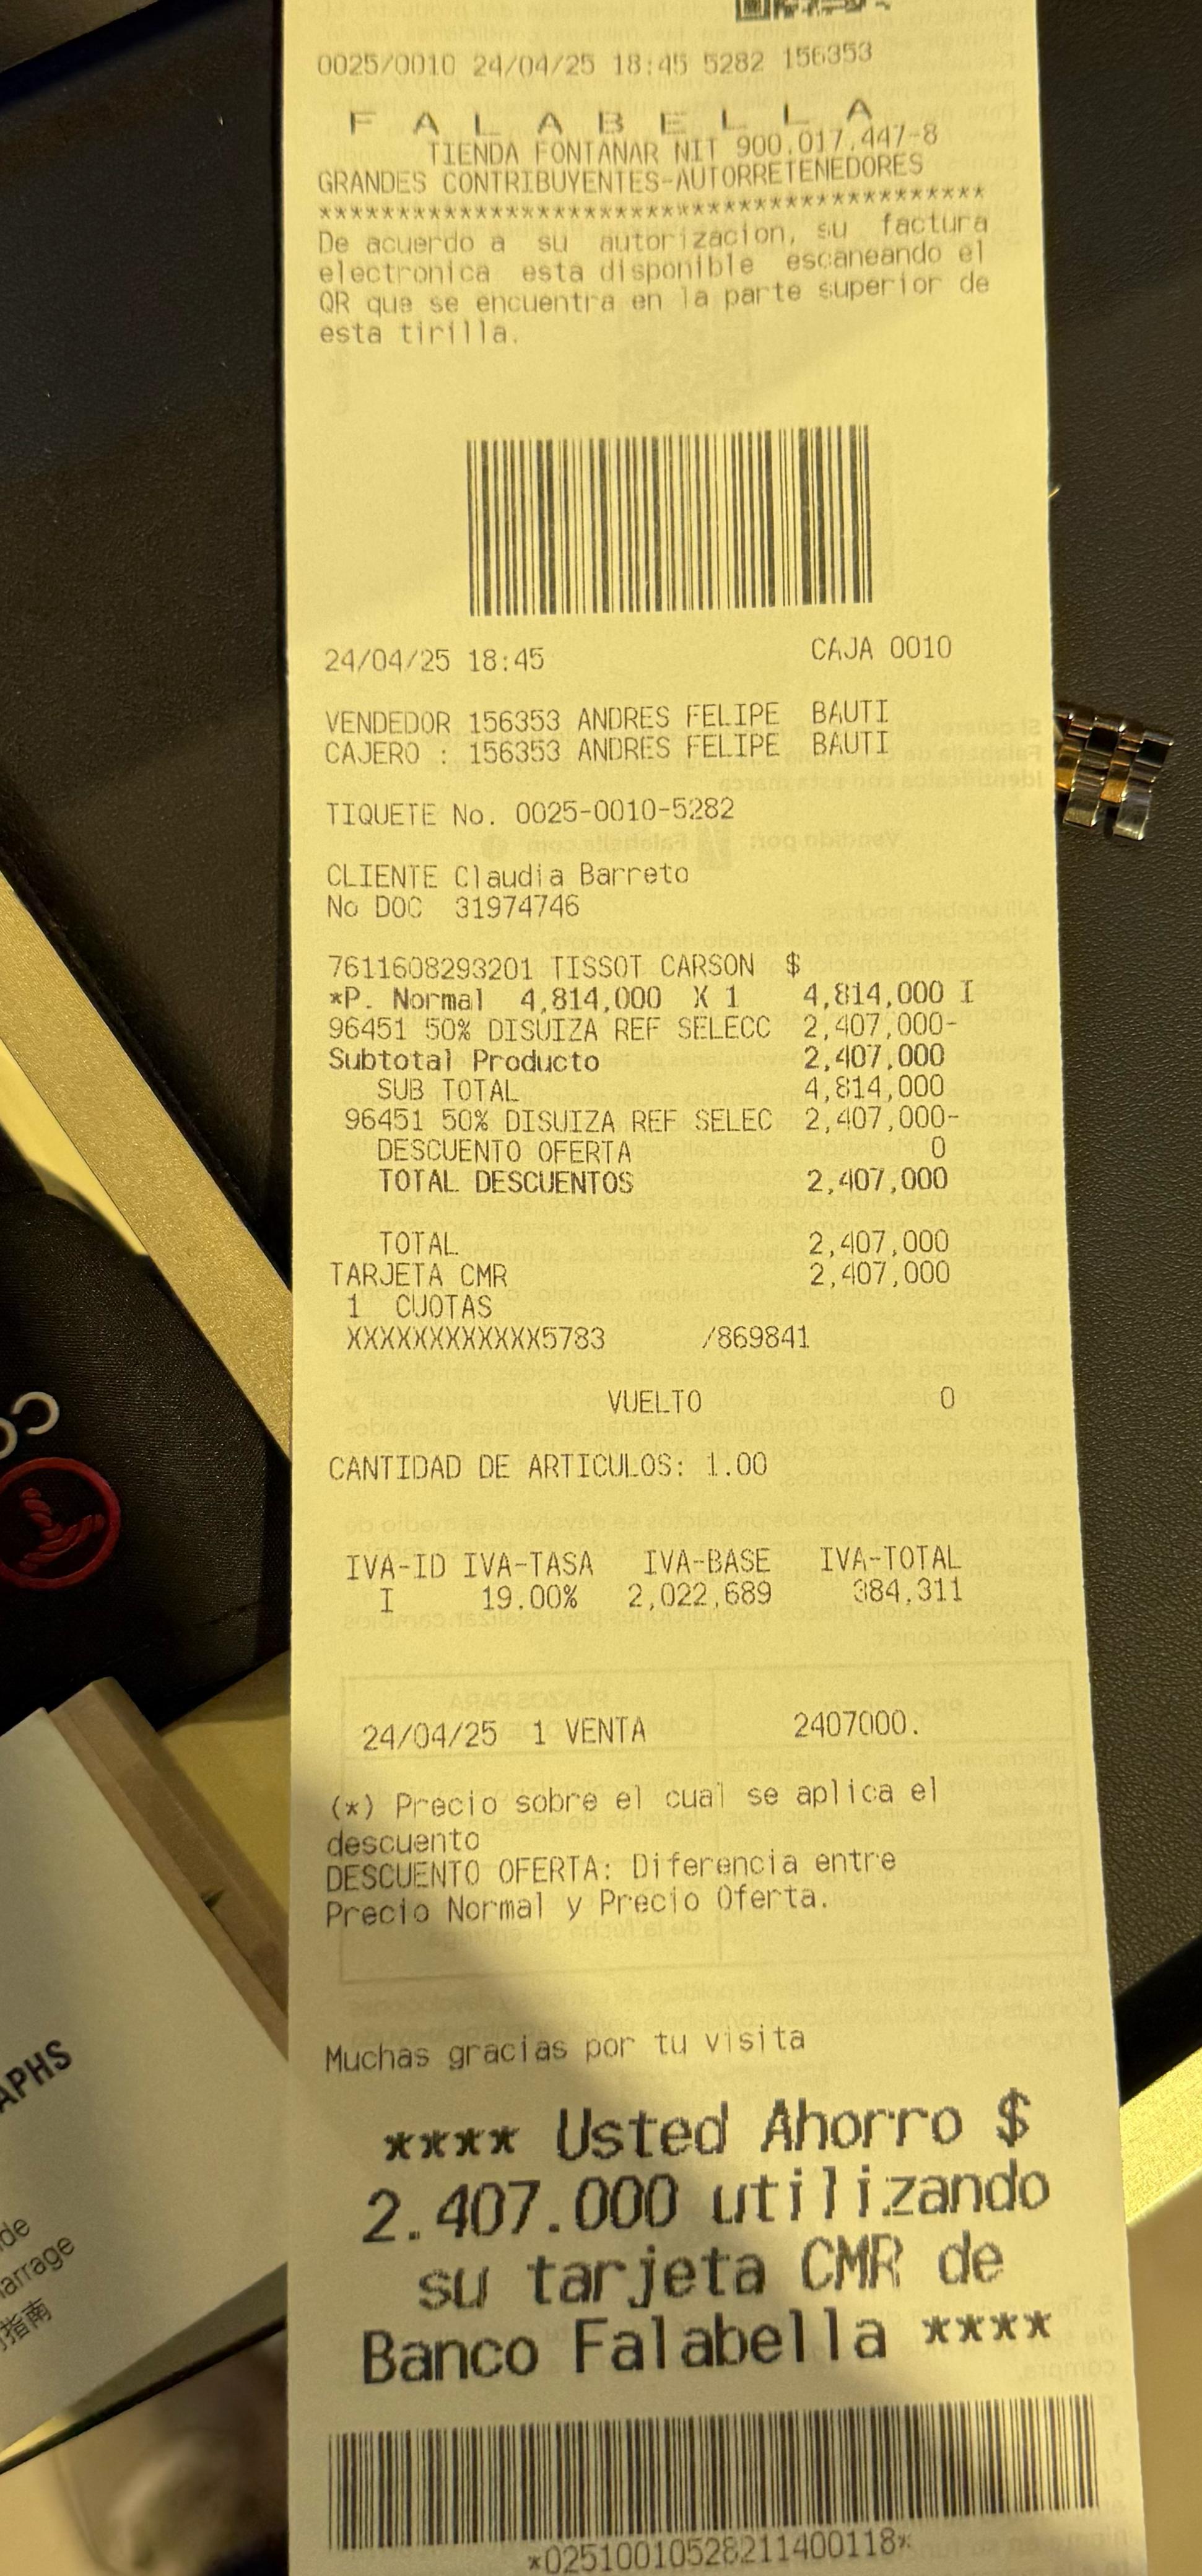 0025/0010 24/04/25 18:45 5282 156353
FALABELLA
TIENDA FONTANAR NIT 900.017.447-8
GRANDES CONTRIBUYENTES-AUTORRETENEDORES
*******************************************
De acuerdo a su autorizacion, su factura
electronica esta disponible escaneando el
QR que se encuentra en la parte superior de
esta tirilla.
24/04/25 18:45 CAJA 0010
VENDEDOR 156353 ANDRES FELIPE BAUTI
CAJERO : 156353 ANDRES FELIPE BAUTI
TIQUETE No. 0025-0010-5282
CLIENTE Claudia Barreto
No DOC 31974746
7611608293201 TISSOT CARSON $
*P. Normal 4,814,000 X 1 4,814,000 I
96451 50% DISUIZA REF SELECC 2,407,000-
Subtotal Producto 2,407,000
SUB TOTAL 4,814,000
96451 50% DISUIZA REF SELEC 2,407,000-
DESCUENTO OFERTA 0
TOTAL DESCUENTOS 2,407,000
TOTAL 2,407,000
TARJETA CMR 2,407,000
1 CUOTAS
XXXXXXXXXXXX5783 /869841
VUELTO 0
CANTIDAD DE ARTICULOS: 1.00
IVA-ID IVA-TASA IVA-BASE IVA-TOTAL
I 19.00% 2,022,689 384,311
24/04/25 1 VENTA 2407000.
(*) Precio sobre el cual se aplica el
descuento
DESCUENTO OFERTA: Diferencia entre
Precio Normal y Precio Oferta.
Muchas gracias por tu visita
**** Usted Ahorro $
2.407.000 utilizando
su tarjeta CMR de
Banco Falabella ****
*02510010528211400118*
CO
APHS
de
arrage
指南